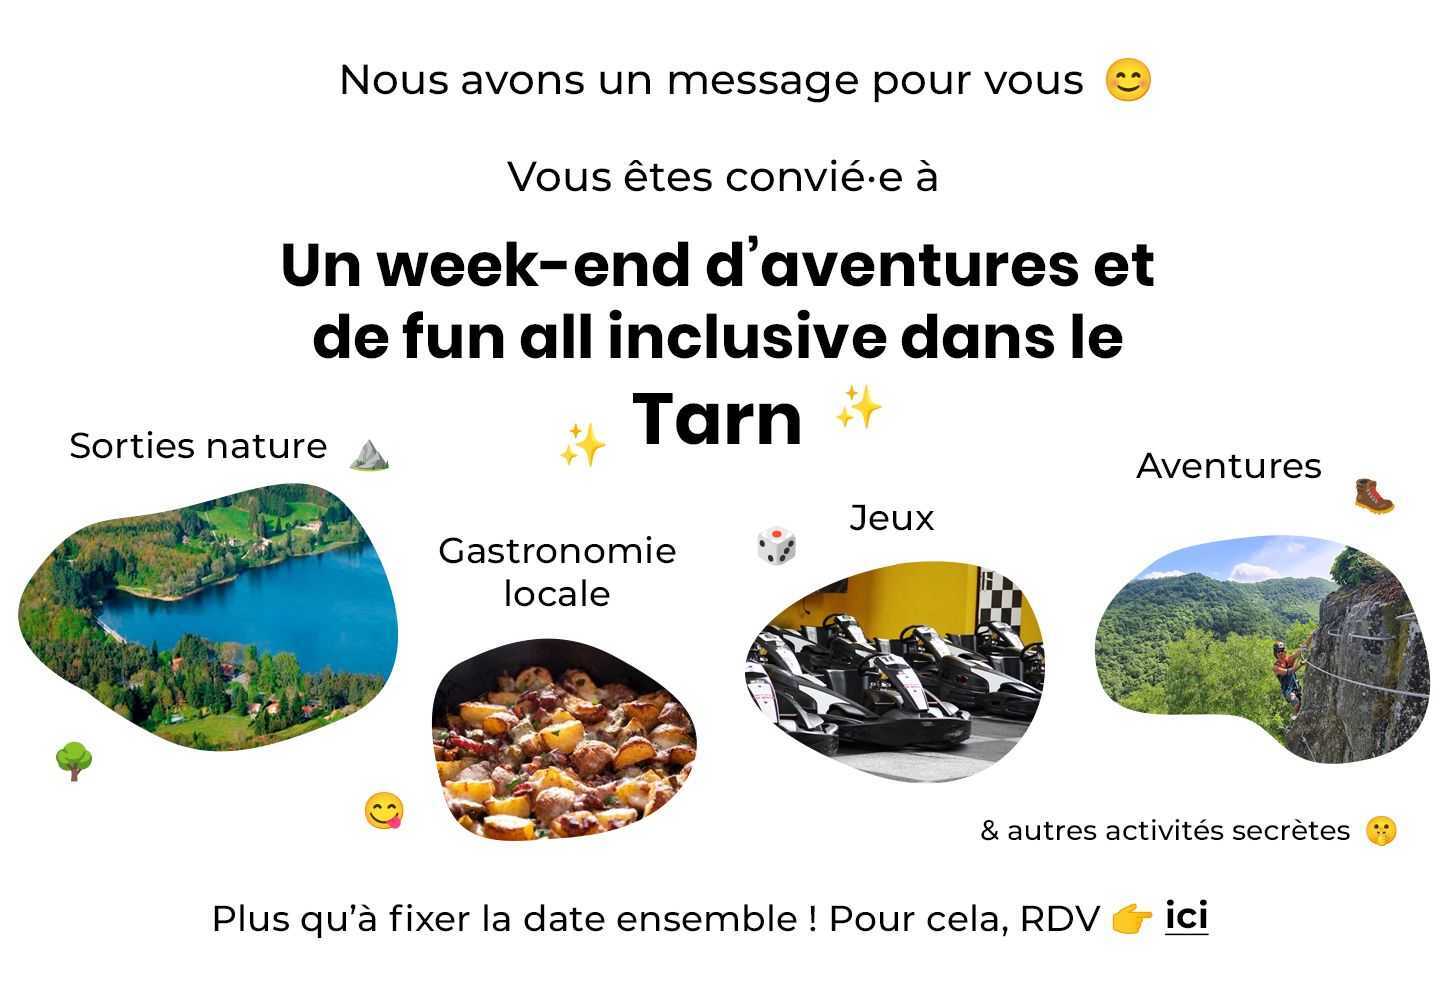 Nous avons un message pour vous 😊
Vous êtes convié·e à
Un week-end d’aventures et
de fun all inclusive dans le
✨ Tarn ✨
Sorties nature
Gastronomie
locale
Jeux
Aventures
& autres activités secrètes 🤫
Plus qu’à fixer la date ensemble ! Pour cela, RDV 👉 ici